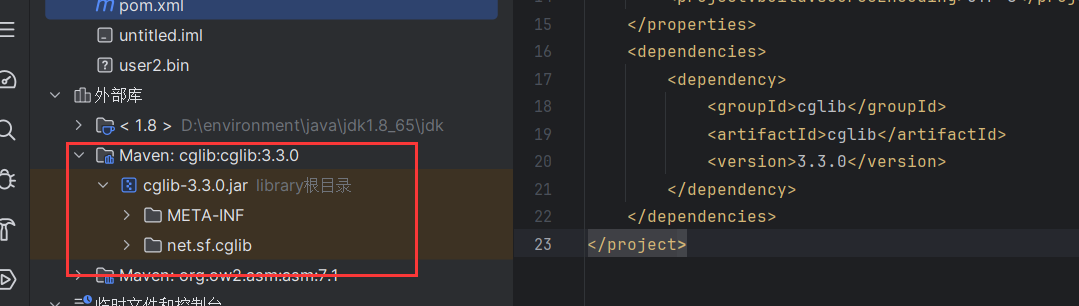 pom.xml
untitled.iml
user2.bin
外部库
< 1.8 > D:\environment\java\jdk1.8_65\jdk
Maven: cglib:cglib:3.3.0
cglib-3.3.0.jar library根目录
META-INF
net.sf.cglib
Maven: org.ow2.asm:asm:7.1
临时文件和控制台
15 </properties>
16 <dependencies>
17 <dependency>
18 <groupId>cglib</groupId>
19 <artifactId>cglib</artifactId>
20 <version>3.3.0</version>
21 </dependency>
22 </dependencies>
23 </project>